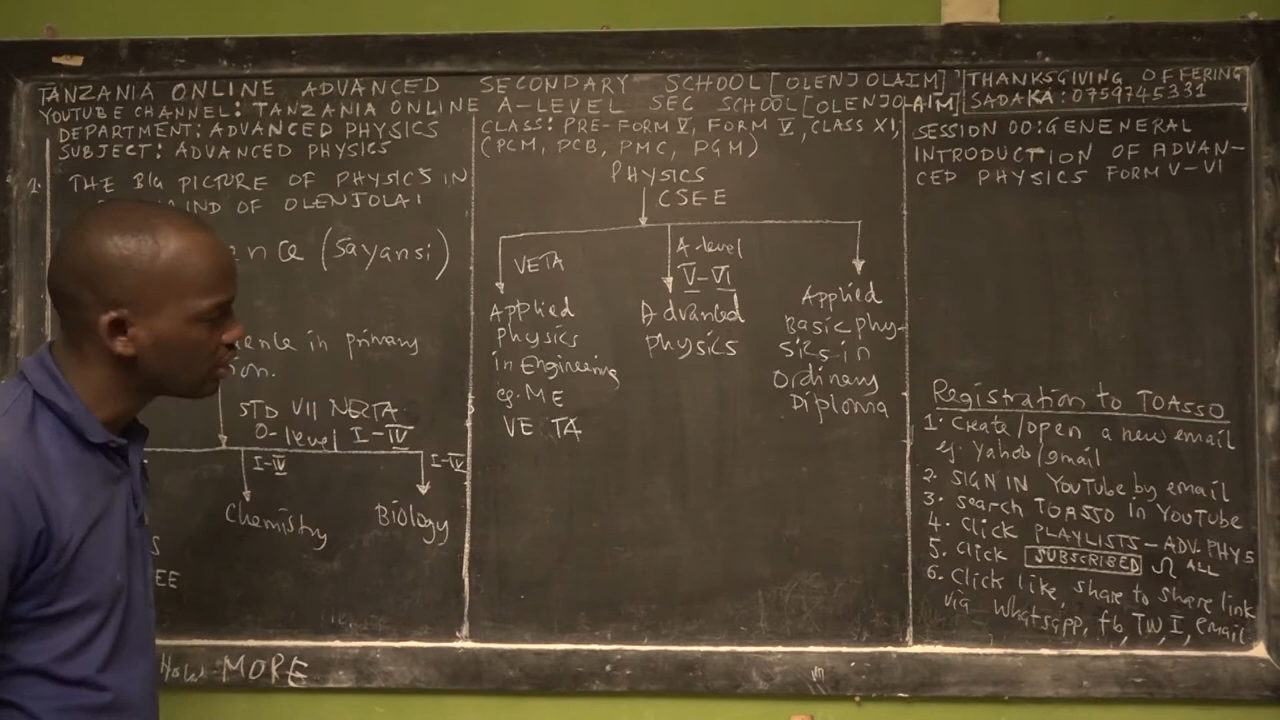 TANZANIA ONLINE ADVANCED SECONDARY SCHOOL [OLENJOLAIM]
YOUTUBE CHANNEL: TANZANIA ONLINE A-LEVEL SEC SCHOOL [OLENJOLAIM]
THANKSGIVING OFFERING
SADAKA: 0759745331
DEPARTMENT: ADVANCED PHYSICS
SUBJECT: ADVANCED PHYSICS
1. THE BIG PICTURE OF PHYSICS IN
OF OLENJOLAI
(Sayansi)
in primary
STD VII NECTA
O-level I-IV
I-IV
I-IV
Chemistry
Biology
MORE
CLASS: PRE-FORM V, FORM V, CLASS XI,
(PCM, PCB, PMC, PGM)
PHYSICS
CSEE
VETA
A-level
V-VI
Applied
physics
in Engineering
eg. ME
VETA
Advanced
physics
Applied
Basic phy-
sics in
Ordinary
Diploma
SESSION 00: GENENERAL
INTRODUCTION OF ADVAN-
CED PHYSICS FORM V-VI
Registration to TOASSO
1. Create/open a new email
eg Yahoo/gmail
2. SIGN IN YouTube by email
3. Search TOASSO in YouTube
4. Click PLAYLISTS - ADV. PHYS
5. Click SUBSCRIBED ALL
6. Click like, share to share link
via Whatsapp, fb, TW, I, email